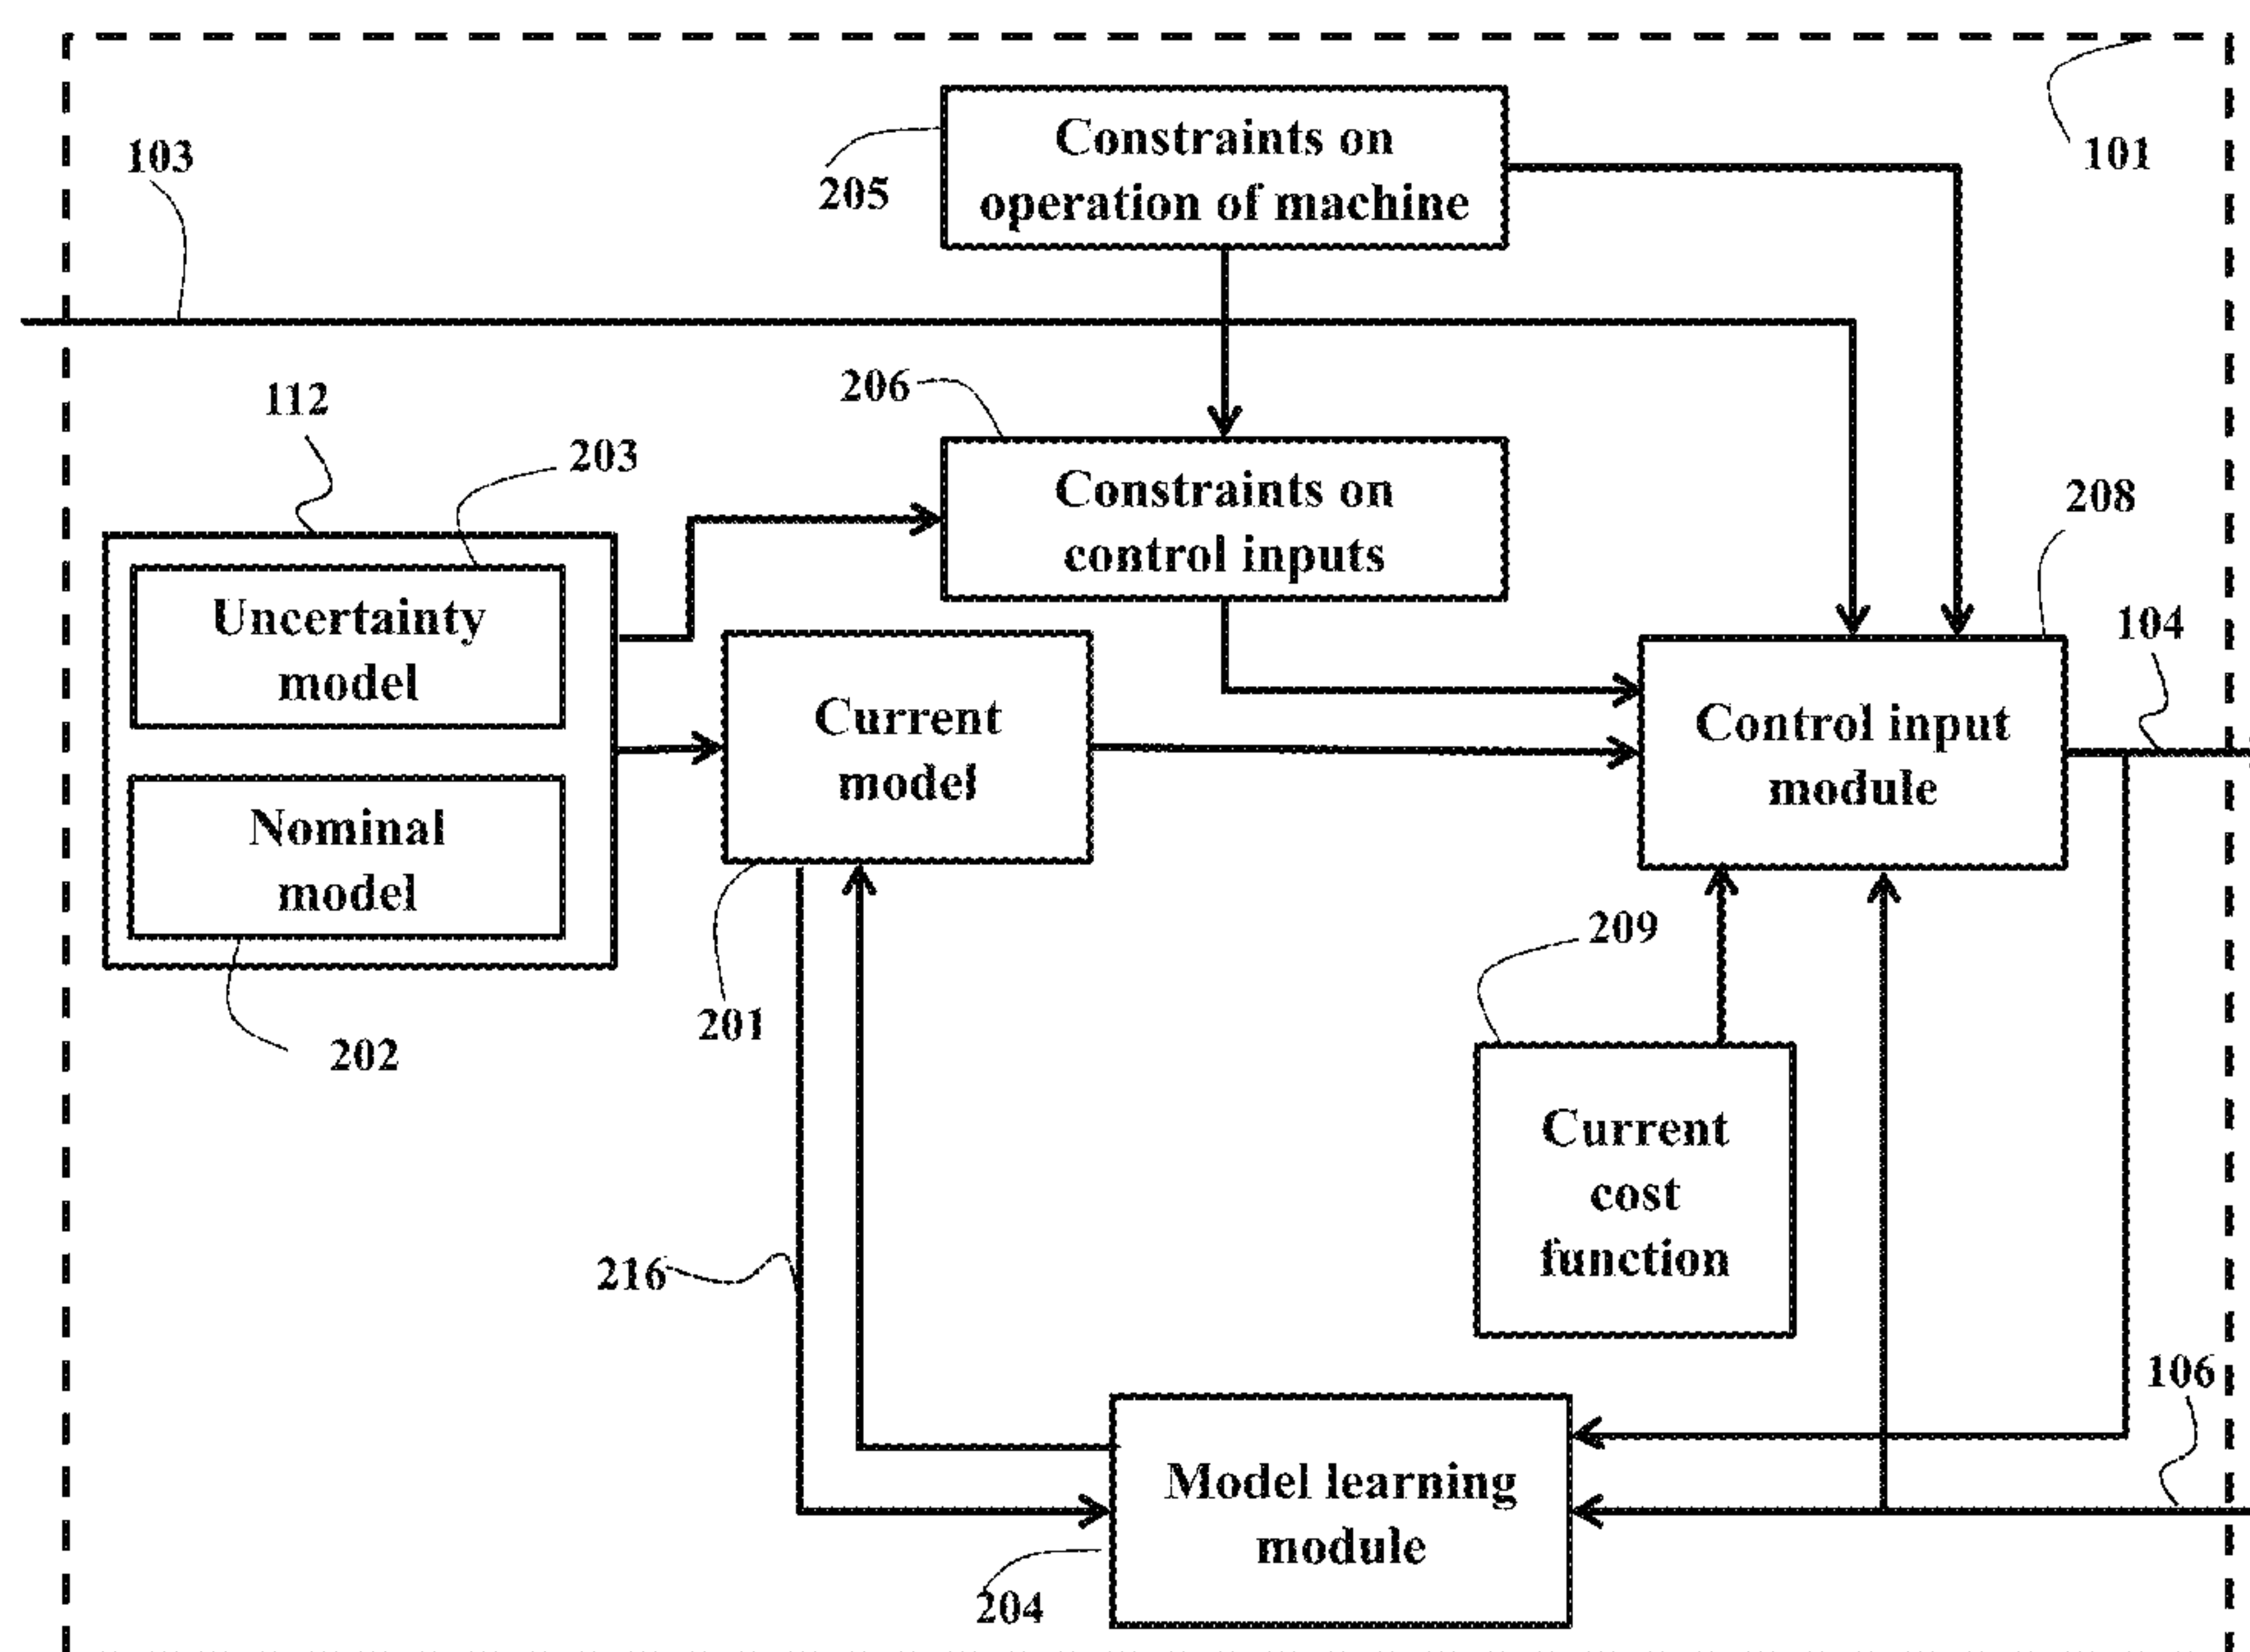 Constraints on
operation of machine
205
101
103
206
112
203
Constraints on
control inputs
208
Uncertainty
model
104
Current
model
Control input
module
Nominal
model
209
201
202
Current
cost
function
216
106
Model learning
module
204